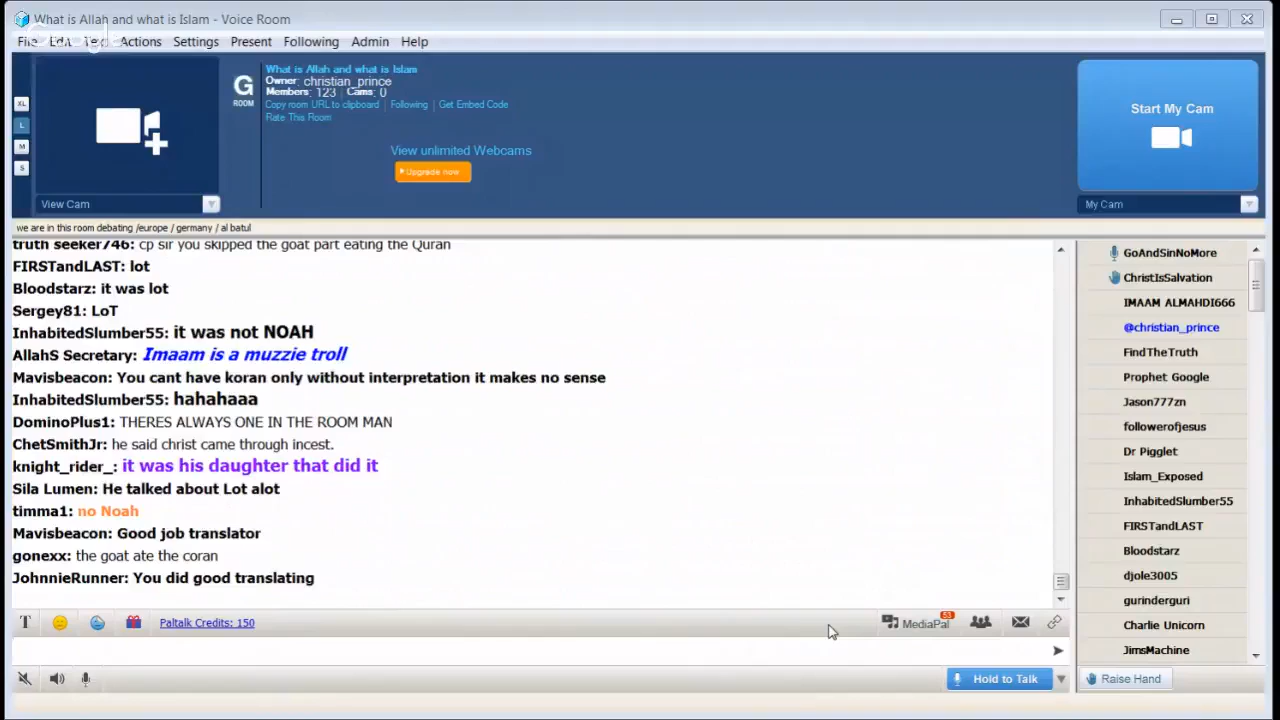 What is Allah and what is Islam - Voice Room
Google
File Edit Text Actions Settings Present Following Admin Help
XL
L
M
S
View Cam
G
ROOM
What is Allah and what is Islam
Owner: christian_prince
Members: 123 Cams: 0
Copy room URL to clipboard Following Get Embed Code
Rate This Room
View unlimited Webcams
Upgrade now
Start My Cam
My Cam
we are in this room debating /europe / germany / al batul
truth seeker746: cp sir you skipped the goat part eating the Quran
FIRSTandLAST: lot
Bloodstarz: it was lot
Sergey81: LoT
InhabitedSlumber55: it was not NOAH
AllahS Secretary: Imaam is a muzzie troll
Mavisbeacon: You cant have koran only without interpretation it makes no sense
InhabitedSlumber55: hahahaaa
DominoPlus1: THERES ALWAYS ONE IN THE ROOM MAN
ChetSmithJr: he said christ came through incest.
knight_rider_: it was his daughter that did it
Sila Lumen: He talked about Lot alot
timma1: no Noah
Mavisbeacon: Good job translator
gonexx: the goat ate the coran
JohnnieRunner: You did good translating
GoAndSinNoMore
ChristIsSalvation
IMAAM ALMAHDI666
@christian_prince
FindTheTruth
Prophet Google
Jason777zn
followerofjesus
Dr Pigglet
Islam_Exposed
InhabitedSlumber55
FIRSTandLAST
Bloodstarz
djole3005
gurinderguri
Charlie Unicorn
JimsMachine
T
Paltalk Credits: 150
MediaPal
53
Hold to Talk
Raise Hand